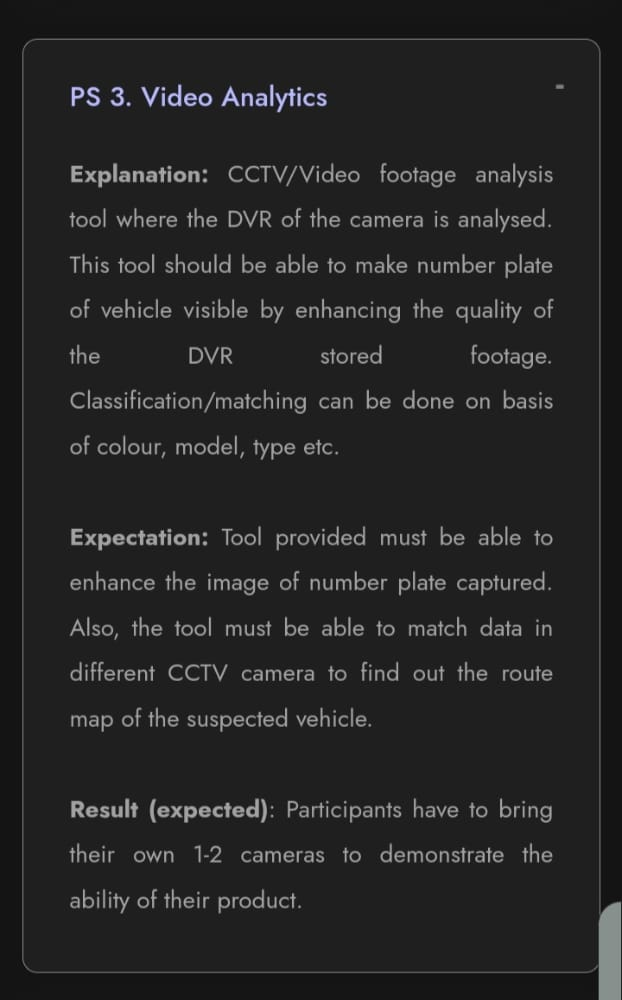 PS 3. Video Analytics
-
Explanation: CCTV/Video footage analysis
tool where the DVR of the camera is analysed.
This tool should be able to make number plate
of vehicle visible by enhancing the quality of
the DVR stored footage.
Classification/matching can be done on basis
of colour, model, type etc.
Expectation: Tool provided must be able to
enhance the image of number plate captured.
Also, the tool must be able to match data in
different CCTV camera to find out the route
map of the suspected vehicle.
Result (expected): Participants have to bring
their own 1-2 cameras to demonstrate the
ability of their product.